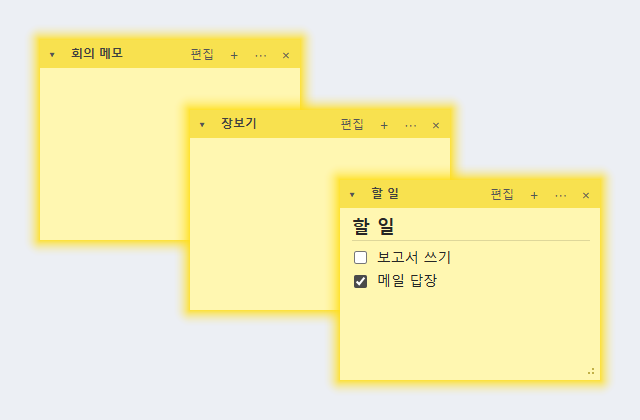 회의 메모 편집 + ⋯ ×
장보기 편집 + ⋯ ×
할 일 편집 + ⋯ ×
할 일
보고서 쓰기
메일 답장